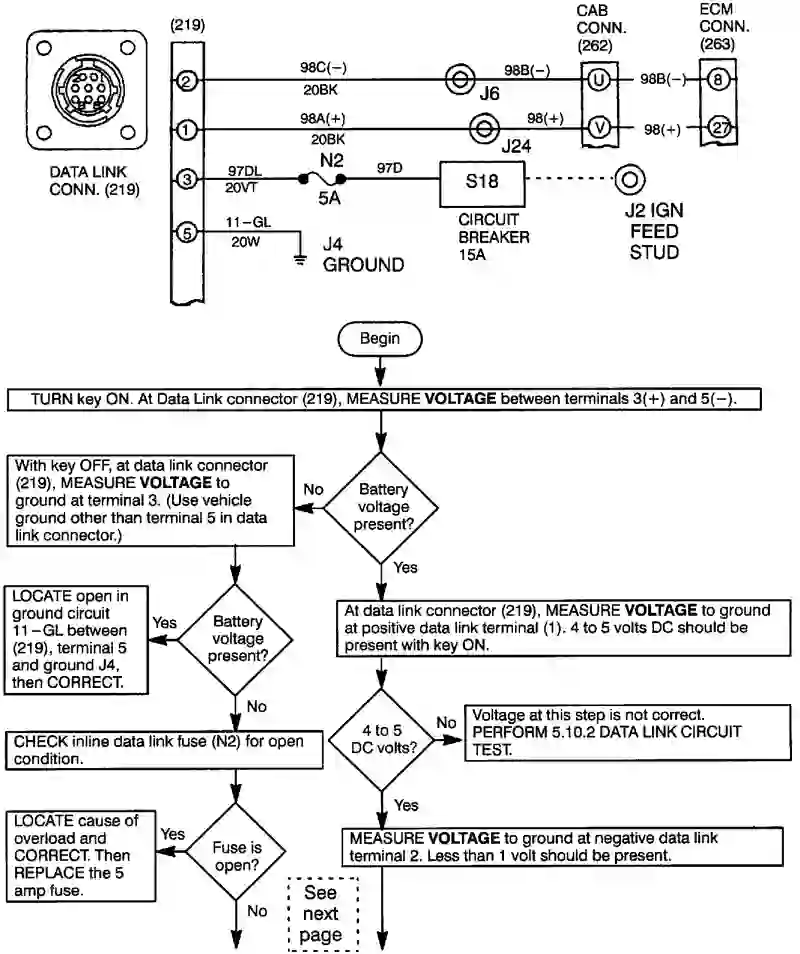 (219)
CAB
CONN.
(262)
ECM
CONN.
(263)
2
98C(−)
20BK
J6
98B(−)
U
98B(−)
8
1
98A(+)
20BK
J24
98(+)
V
98(+)
27
DATA LINK
CONN. (219)
3
97DL
20VT
N2
5A
97D
S18
CIRCUIT
BREAKER
15A
J2 IGN
FEED
STUD
5
11−GL
20W
J4
GROUND
Begin
TURN key ON. At Data Link connector (219), MEASURE VOLTAGE between terminals 3(+) and 5(−).
With key OFF, at data link connector
(219), MEASURE VOLTAGE to
ground at terminal 3. (Use vehicle
ground other than terminal 5 in data
link connector.)
No
Battery
voltage
present?
Yes
LOCATE open in
ground circuit
11−GL between
(219), terminal 5
and ground J4,
then CORRECT.
Yes
Battery
voltage
present?
No
At data link connector (219), MEASURE VOLTAGE to ground
at positive data link terminal (1). 4 to 5 volts DC should be
present with key ON.
CHECK inline data link fuse (N2) for open
condition.
4 to 5
DC volts?
No
Voltage at this step is not correct.
PERFORM 5.10.2 DATA LINK CIRCUIT
TEST.
Yes
LOCATE cause of
overload and
CORRECT. Then
REPLACE the 5
amp fuse.
Yes
Fuse is
open?
No
MEASURE VOLTAGE to ground at negative data link
terminal 2. Less than 1 volt should be present.
See
next
page